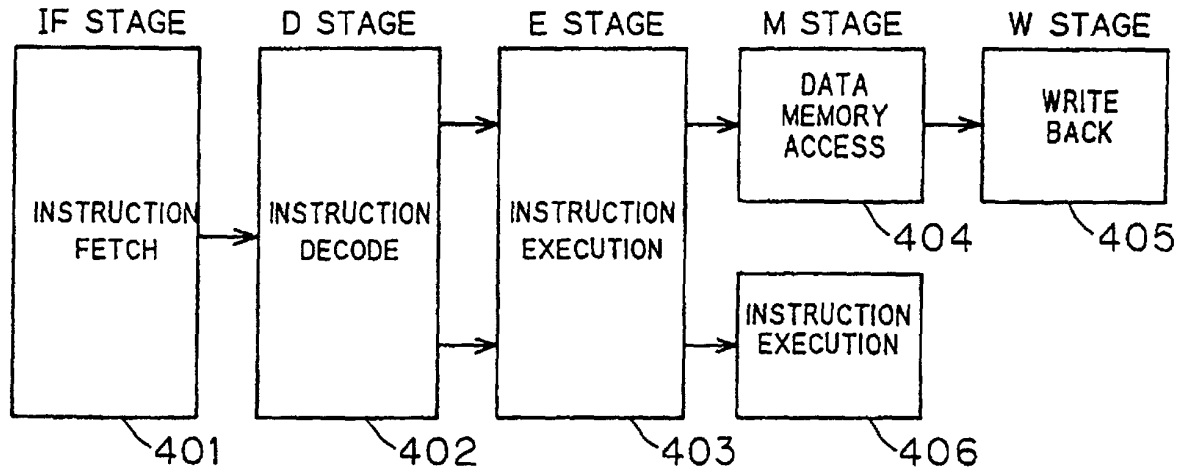 IF STAGE
D STAGE
E STAGE
M STAGE
W STAGE
INSTRUCTION
FETCH
INSTRUCTION
DECODE
INSTRUCTION
EXECUTION
DATA
MEMORY
ACCESS
WRITE
BACK
404
405
INSTRUCTION
EXECUTION
401
402
403
406